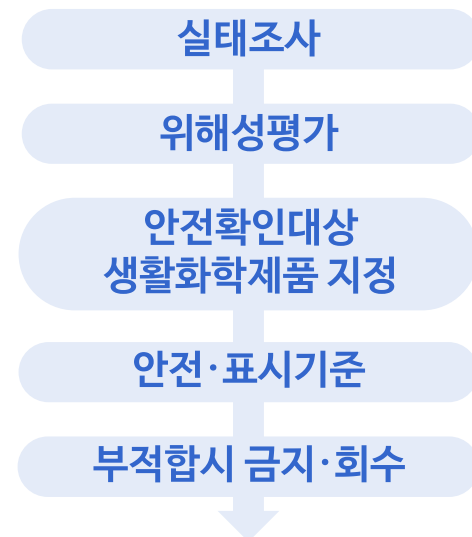 실태조사
위해성평가
안전확인대상
생활화학제품 지정
안전·표시기준
부적합시 금지·회수